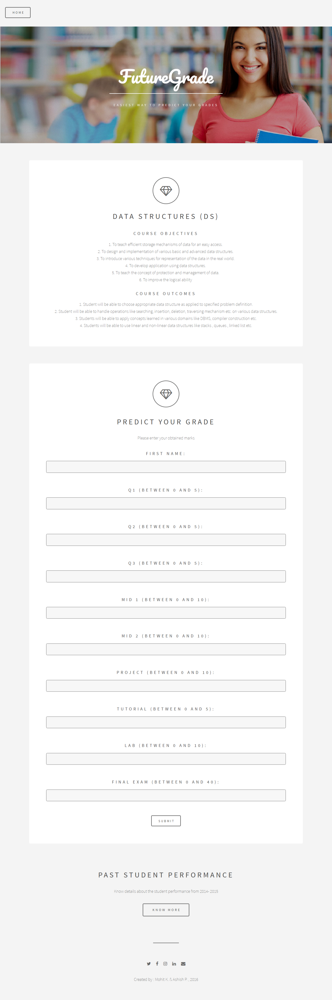 HOME
FutureGrade
EASIEST WAY TO PREDICT YOUR GRADES
DATA STRUCTURES (DS)
COURSE OBJECTIVES
1. To teach efficient storage mechanisms of data for an easy access.
2. To design and implementation of various basic and advanced data structures.
3. To introduce various techniques for representation of the data in the real world.
4. To develop application using data structures.
5. To teach the concept of protection and management of data.
6. To improve the logical ability
COURSE OUTCOMES
1. Student will be able to choose appropriate data structure as applied to specified problem definition.
2. Student will be able to handle operations like searching, insertion, deletion, traversing mechanism etc. on various data structures.
3. Students will be able to apply concepts learned in various domains like DBMS, compiler construction etc.
4. Students will be able to use linear and non-linear data structures like stacks , queues , linked list etc.
PREDICT YOUR GRADE
Please enter your obtained marks
FIRST NAME:
Q1 (BETWEEN 0 AND 5):
Q2 (BETWEEN 0 AND 5):
Q3 (BETWEEN 0 AND 5):
MID 1 (BETWEEN 0 AND 10):
MID 2 (BETWEEN 0 AND 10):
PROJECT (BETWEEN 0 AND 10):
TUTORIAL (BETWEEN 0 AND 5):
LAB (BETWEEN 0 AND 10):
FINAL EXAM (BETWEEN 0 AND 40):
SUBMIT
PAST STUDENT PERFORMANCE
Know details about the student performance from 2014- 2015
KNOW MORE
Created by : Mohit K. & Ashish P. , 2016